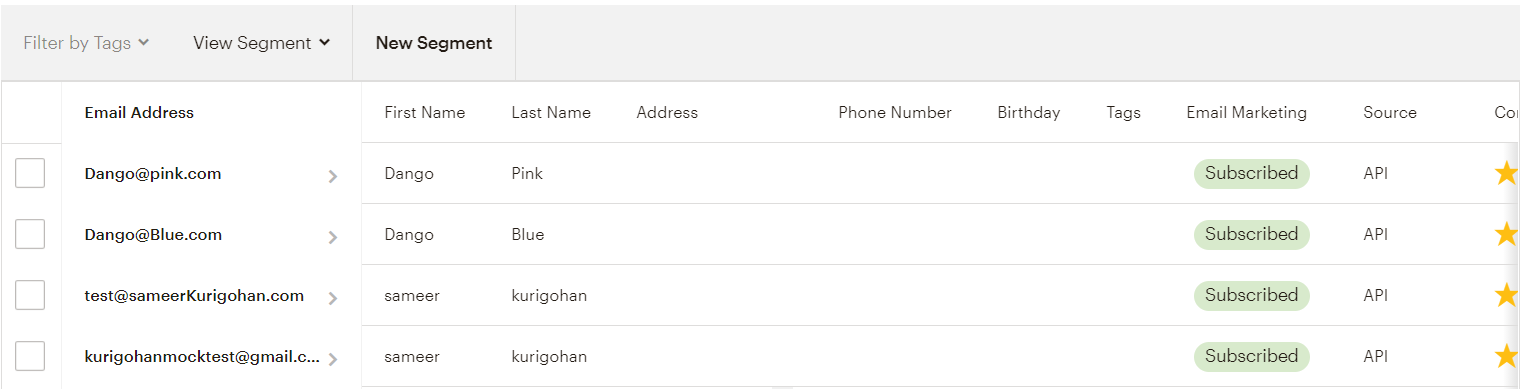 Filter by Tags View Segment New Segment
Email Address First Name Last Name Address Phone Number Birthday Tags Email Marketing Source Co
Dango@pink.com Dango Pink Subscribed API
Dango@Blue.com Dango Blue Subscribed API
test@sameerKurigohan.com sameer kurigohan Subscribed API
kurigohanmocktest@gmail.c... sameer kurigohan Subscribed API